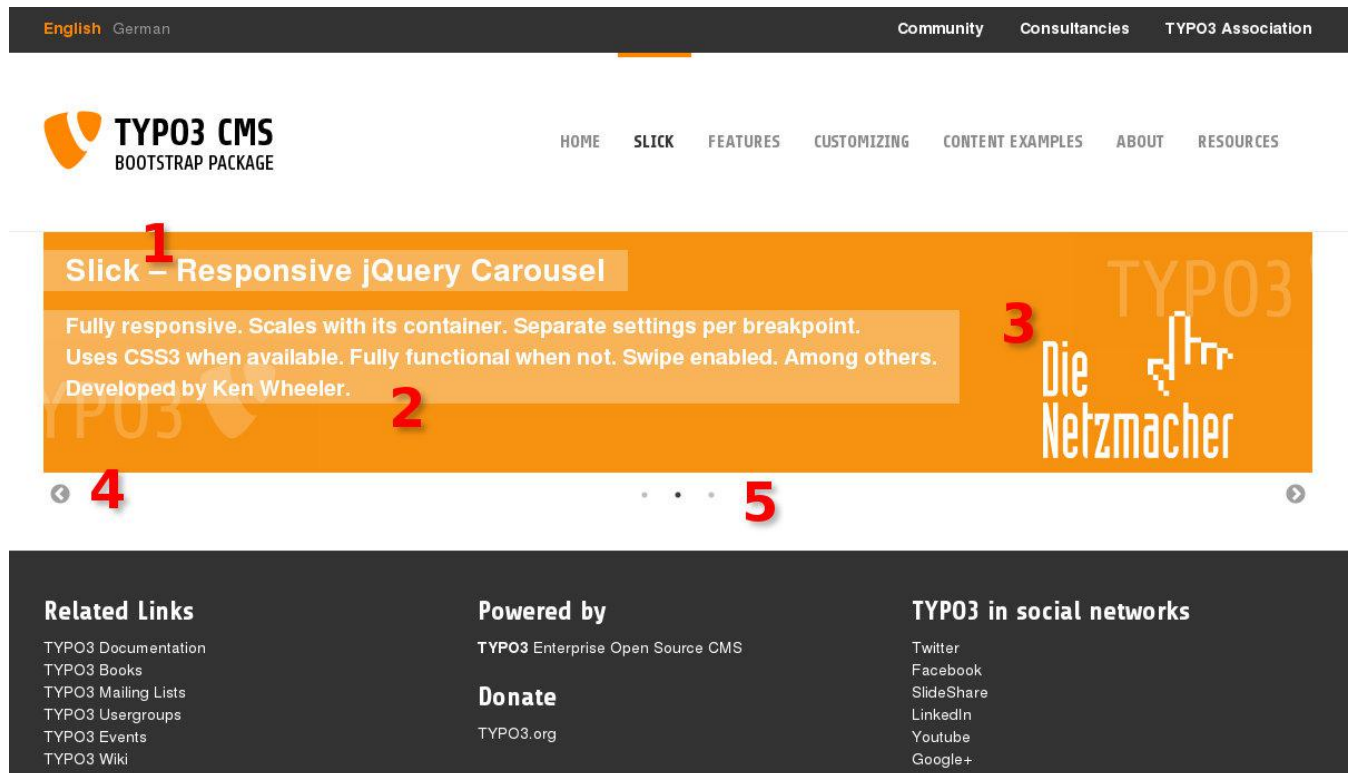 English German
Community Consultancies TYPO3 Association
TYPO3 CMS
BOOTSTRAP PACKAGE
HOME SLICK FEATURES CUSTOMIZING CONTENT EXAMPLES ABOUT RESOURCES
1
Slick – Responsive jQuery Carousel
TYPO3
Fully responsive. Scales with its container. Separate settings per breakpoint.
Uses CSS3 when available. Fully functional when not. Swipe enabled. Among others.
Developed by Ken Wheeler.
2
3
Die
Netzmacher
TYPO3
4
5
Related Links
TYPO3 Documentation
TYPO3 Books
TYPO3 Mailing Lists
TYPO3 Usergroups
TYPO3 Events
TYPO3 Wiki
Powered by
TYPO3 Enterprise Open Source CMS
Donate
TYPO3.org
TYPO3 in social networks
Twitter
Facebook
SlideShare
LinkedIn
Youtube
Google+